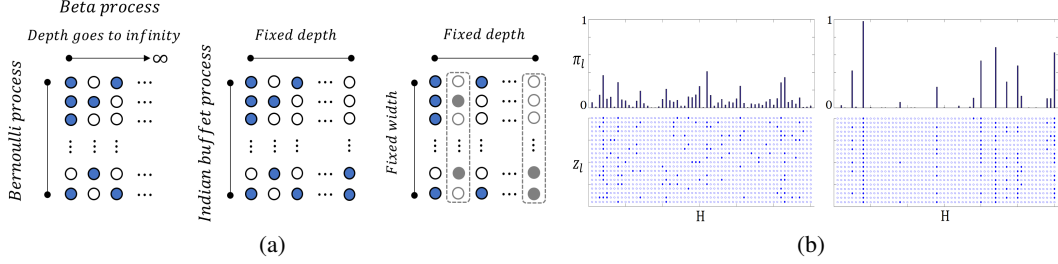 Beta process
Depth goes to infinity
∞
Bernoulli process
Fixed depth
Indian buffet process
Fixed depth
Fixed width
(a)
1
π_l
0
z_l
H
1
0
H
(b)